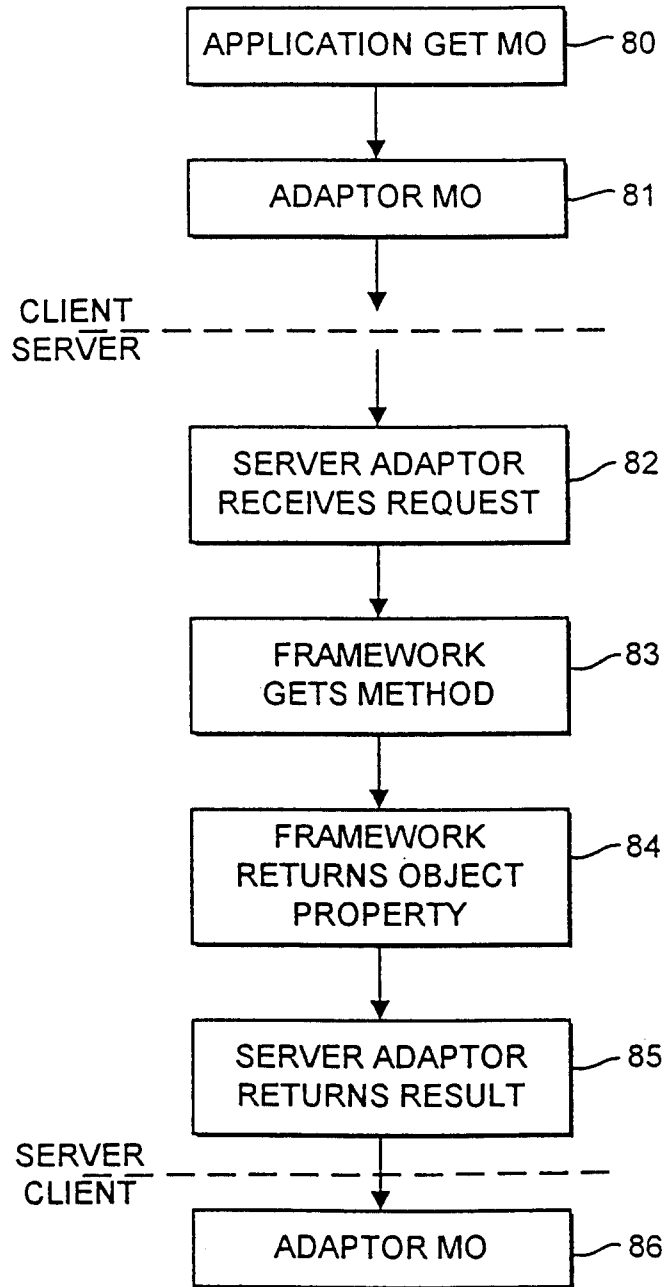 APPLICATION GET MO
80
ADAPTOR MO
81
CLIENT
SERVER
SERVER ADAPTOR
RECEIVES REQUEST
82
FRAMEWORK
GETS METHOD
83
FRAMEWORK
RETURNS OBJECT
PROPERTY
84
SERVER ADAPTOR
RETURNS RESULT
85
SERVER
CLIENT
ADAPTOR MO
86